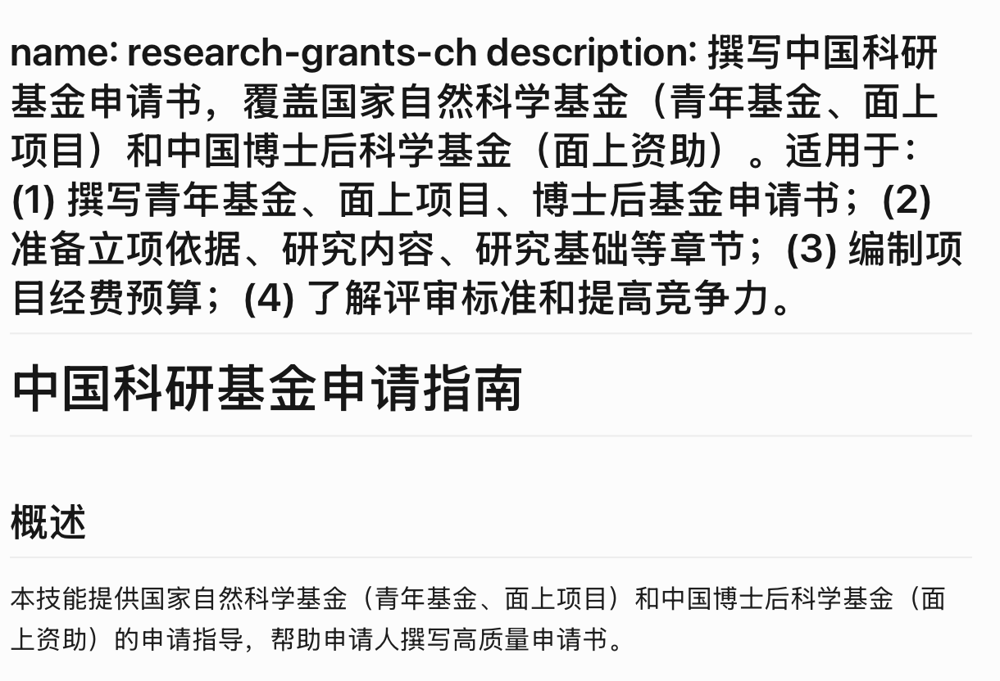 name: research-grants-ch description: 撰写中国科研
基金申请书，覆盖国家自然科学基金（青年基金、面上
项目）和中国博士后科学基金（面上资助）。适用于：
(1) 撰写青年基金、面上项目、博士后基金申请书；(2)
准备立项依据、研究内容、研究基础等章节；(3) 编制项
目经费预算；(4) 了解评审标准和提高竞争力。
中国科研基金申请指南
概述
本技能提供国家自然科学基金（青年基金、面上项目）和中国博士后科学基金（面
上资助）的申请指导，帮助申请人撰写高质量申请书。